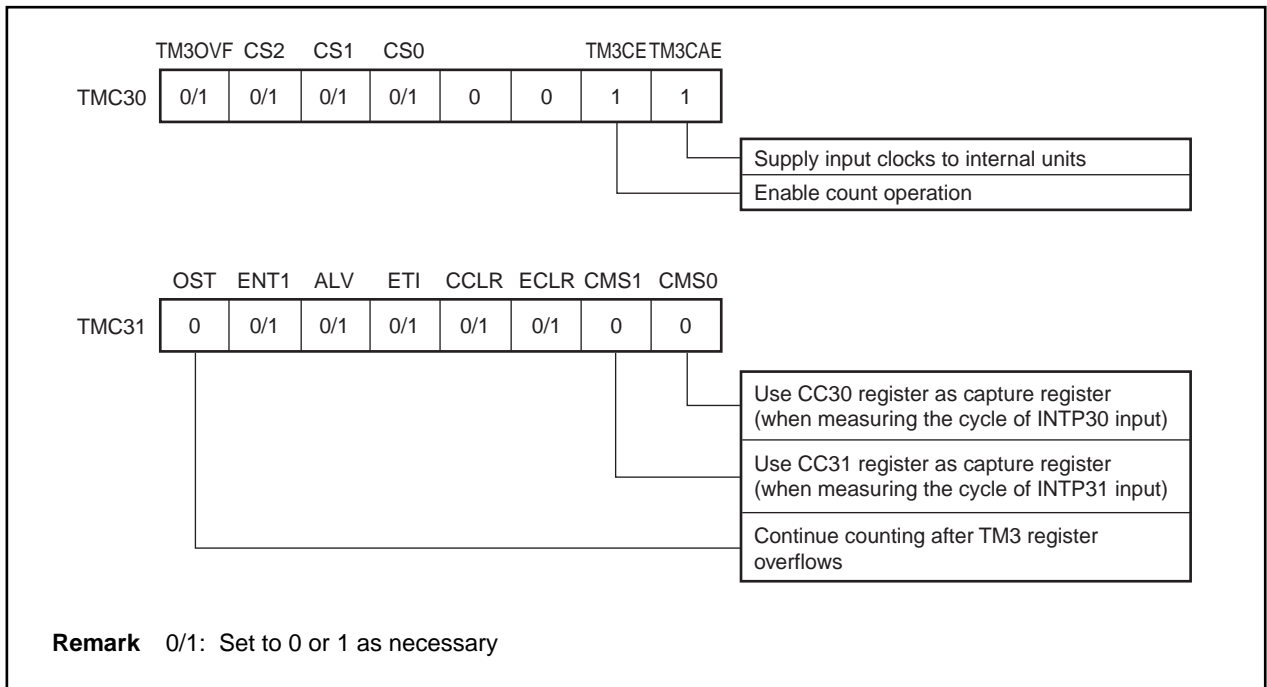 TM3OVF CS2 CS1 CS0 TM3CE TM3CAE
TMC30 0/1 0/1 0/1 0/1 0 0 1 1
Supply input clocks to internal units
Enable count operation
OST ENT1 ALV ETI CCLR ECLR CMS1 CMS0
TMC31 0 0/1 0/1 0/1 0/1 0/1 0 0
Use CC30 register as capture register
(when measuring the cycle of INTP30 input)
Use CC31 register as capture register
(when measuring the cycle of INTP31 input)
Continue counting after TM3 register
overflows
Remark 0/1: Set to 0 or 1 as necessary